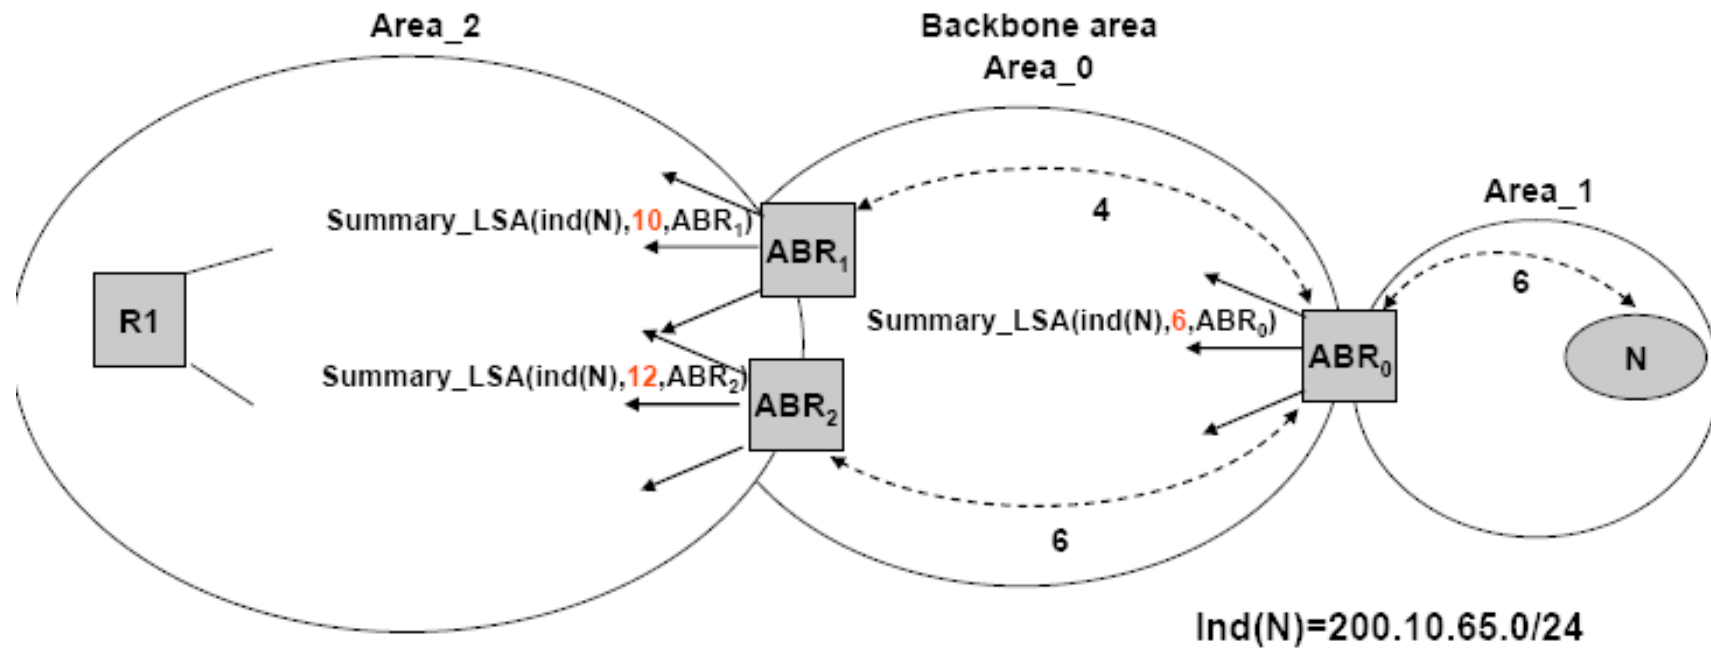 Area_2
Backbone area
Area_0
Area_1
Summary_LSA(ind(N),10,ABR1)
ABR1
4
6
R1
Summary_LSA(ind(N),6,ABR0)
ABR0
N
Summary_LSA(ind(N),12,ABR2)
ABR2
6
Ind(N)=200.10.65.0/24